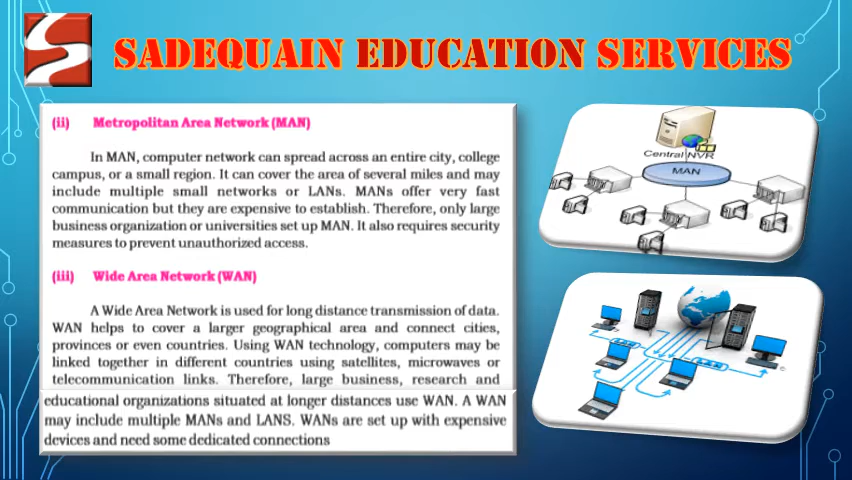 SADEQUAIN EDUCATION SERVICES
(ii) Metropolitan Area Network (MAN)
In MAN, computer network can spread across an entire city, college
campus, or a small region. It can cover the area of several miles and may
include multiple small networks or LANs. MANs offer very fast
communication but they are expensive to establish. Therefore, only large
business organization or universities set up MAN. It also requires security
measures to prevent unauthorized access.
(iii) Wide Area Network (WAN)
A Wide Area Network is used for long distance transmission of data.
WAN helps to cover a larger geographical area and connect cities,
provinces or even countries. Using WAN technology, computers may be
linked together in different countries using satellites, microwaves or
telecommunication links. Therefore, large business, research and
educational organizations situated at longer distances use WAN. A WAN
may include multiple MANs and LANS. WANs are set up with expensive
devices and need some dedicated connections
Central NVR
MAN
LAN
LAN